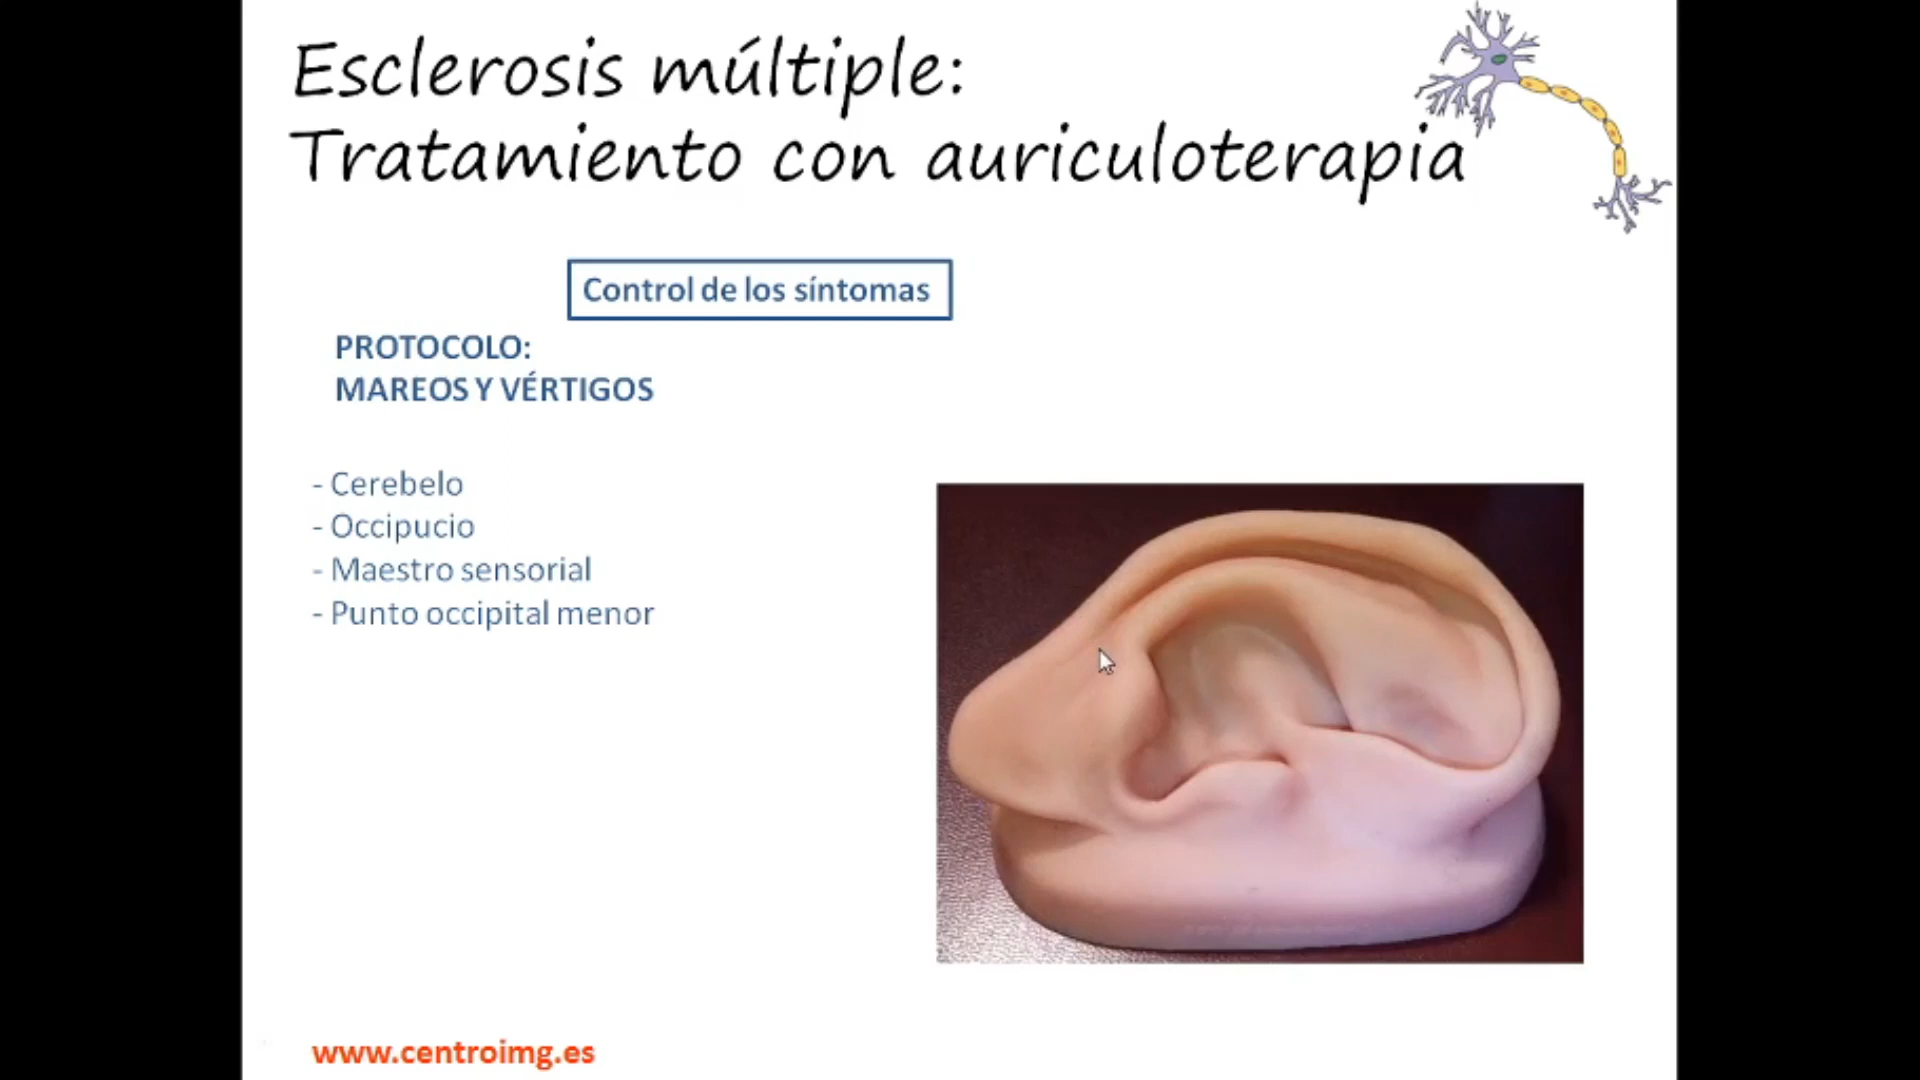 Esclerosis múltiple:
Tratamiento con auriculoterapia
Control de los síntomas
PROTOCOLO:
MAREOS Y VÉRTIGOS
- Cerebelo
- Occipucio
- Maestro sensorial
- Punto occipital menor
www.centroimg.es